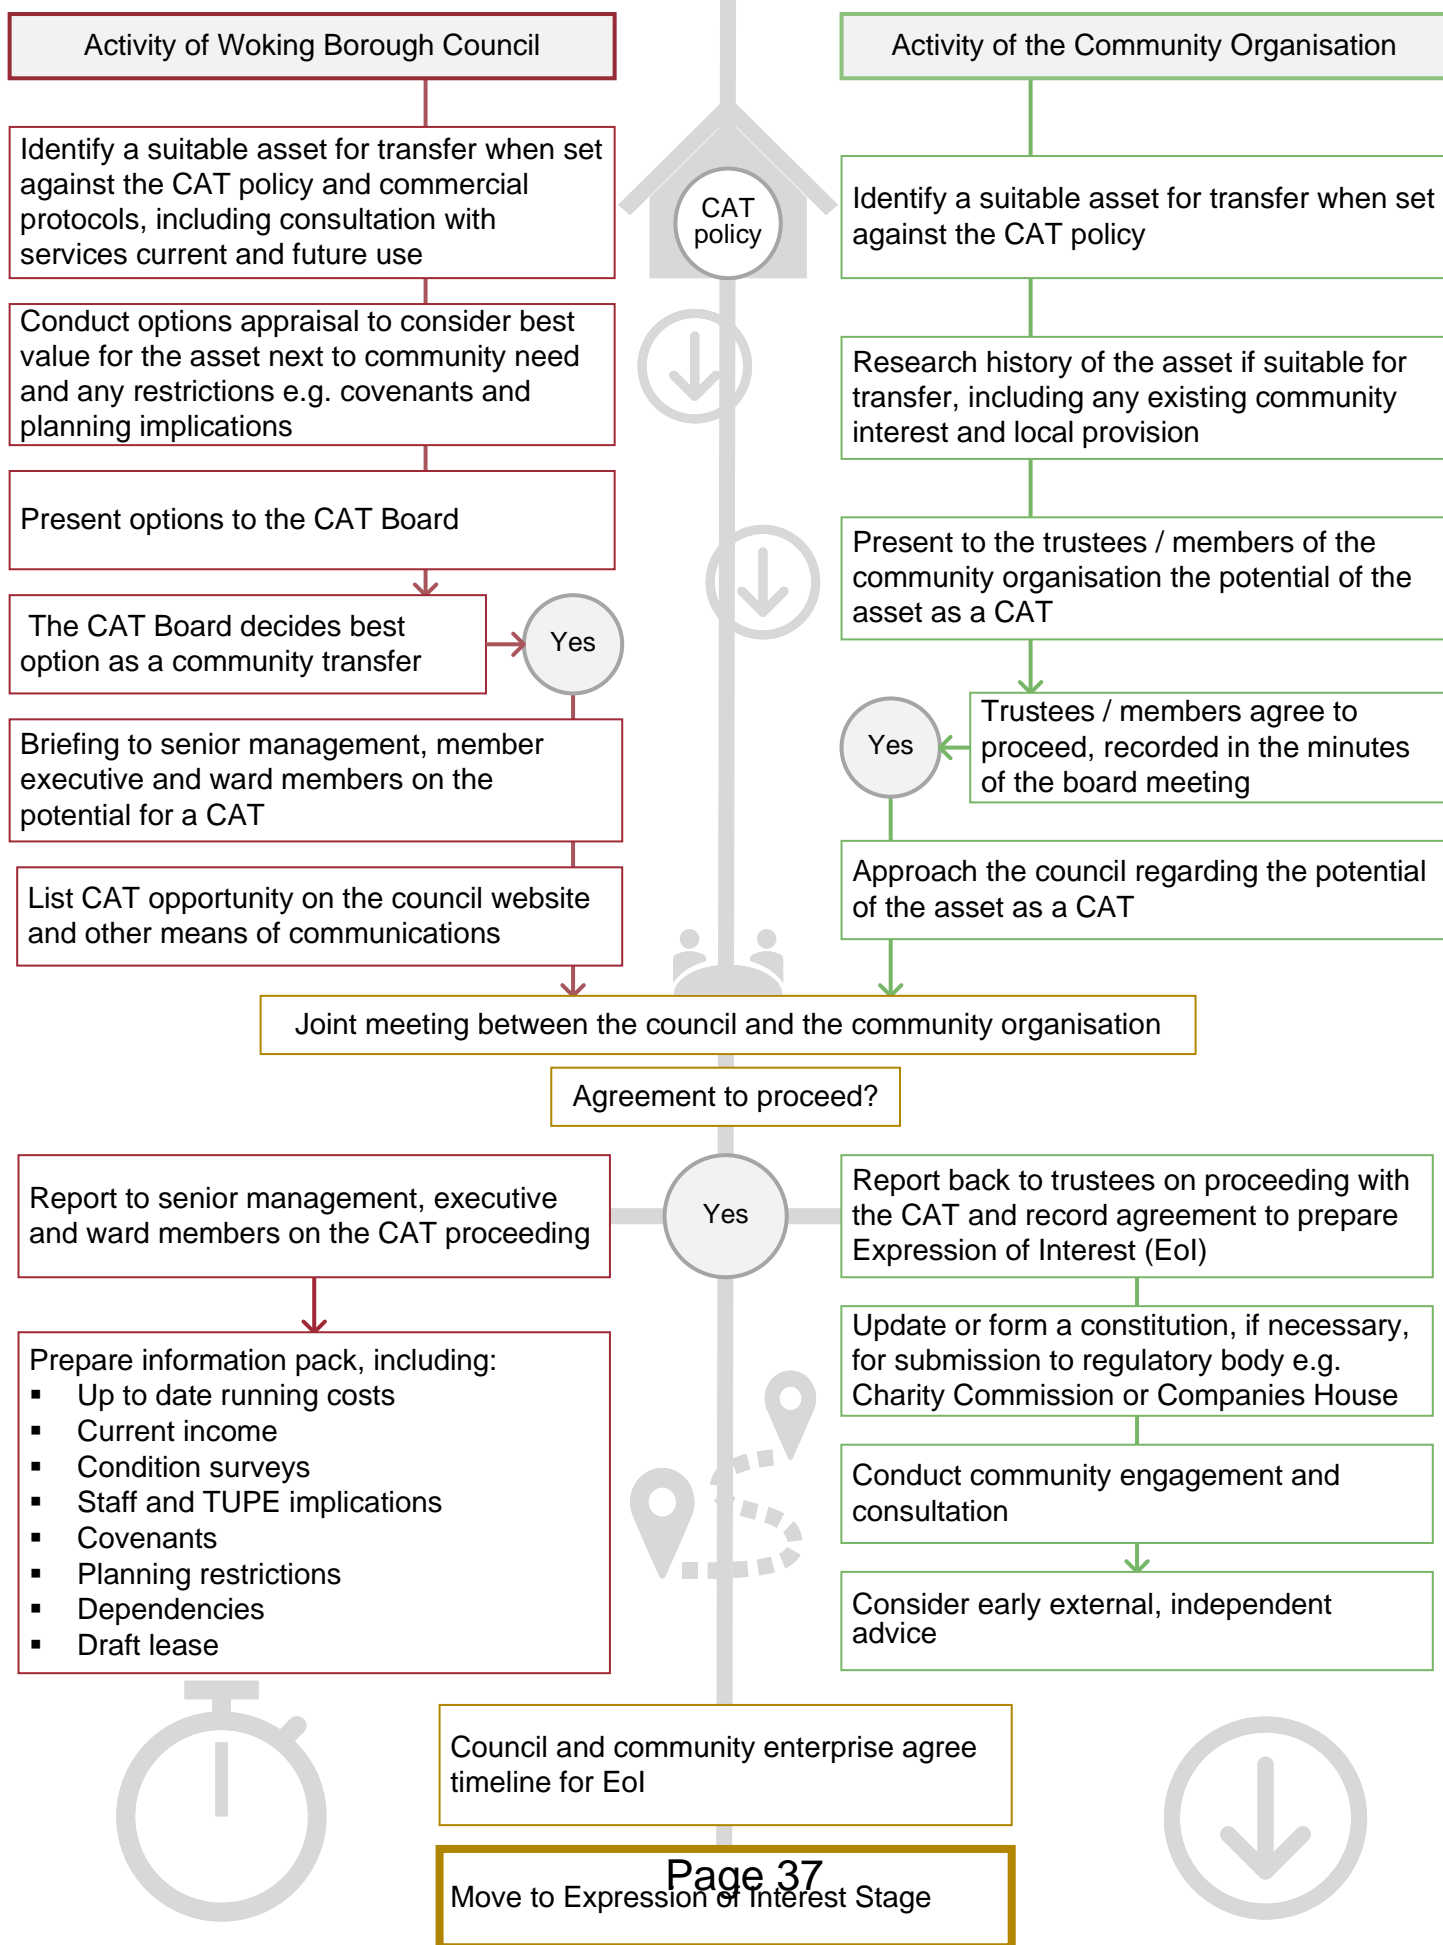 Activity of Woking Borough Council
Identify a suitable asset for transfer when set
against the CAT policy and commercial
protocols, including consultation with
services current and future use
Conduct options appraisal to consider best
value for the asset next to community need
and any restrictions e.g. covenants and
planning implications
Present options to the CAT Board
The CAT Board decides best
option as a community transfer
Yes
Briefing to senior management, member
executive and ward members on the
potential for a CAT
List CAT opportunity on the council website
and other means of communications
CAT
policy
Activity of the Community Organisation
Identify a suitable asset for transfer when set
against the CAT policy
Research history of the asset if suitable for
transfer, including any existing community
interest and local provision
Present to the trustees / members of the
community organisation the potential of the
asset as a CAT
Trustees / members agree to
proceed, recorded in the minutes
of the board meeting
Yes
Approach the council regarding the potential
of the asset as a CAT
Joint meeting between the council and the community organisation
Agreement to proceed?
Yes
Report to senior management, executive
and ward members on the CAT proceeding
Prepare information pack, including:
▪ Up to date running costs
▪ Current income
▪ Condition surveys
▪ Staff and TUPE implications
▪ Covenants
▪ Planning restrictions
▪ Dependencies
▪ Draft lease
Report back to trustees on proceeding with
the CAT and record agreement to prepare
Expression of Interest (EoI)
Update or form a constitution, if necessary,
for submission to regulatory body e.g.
Charity Commission or Companies House
Conduct community engagement and
consultation
Consider early external, independent
advice
Council and community enterprise agree
timeline for EoI
Page 37
Move to Expression of Interest Stage